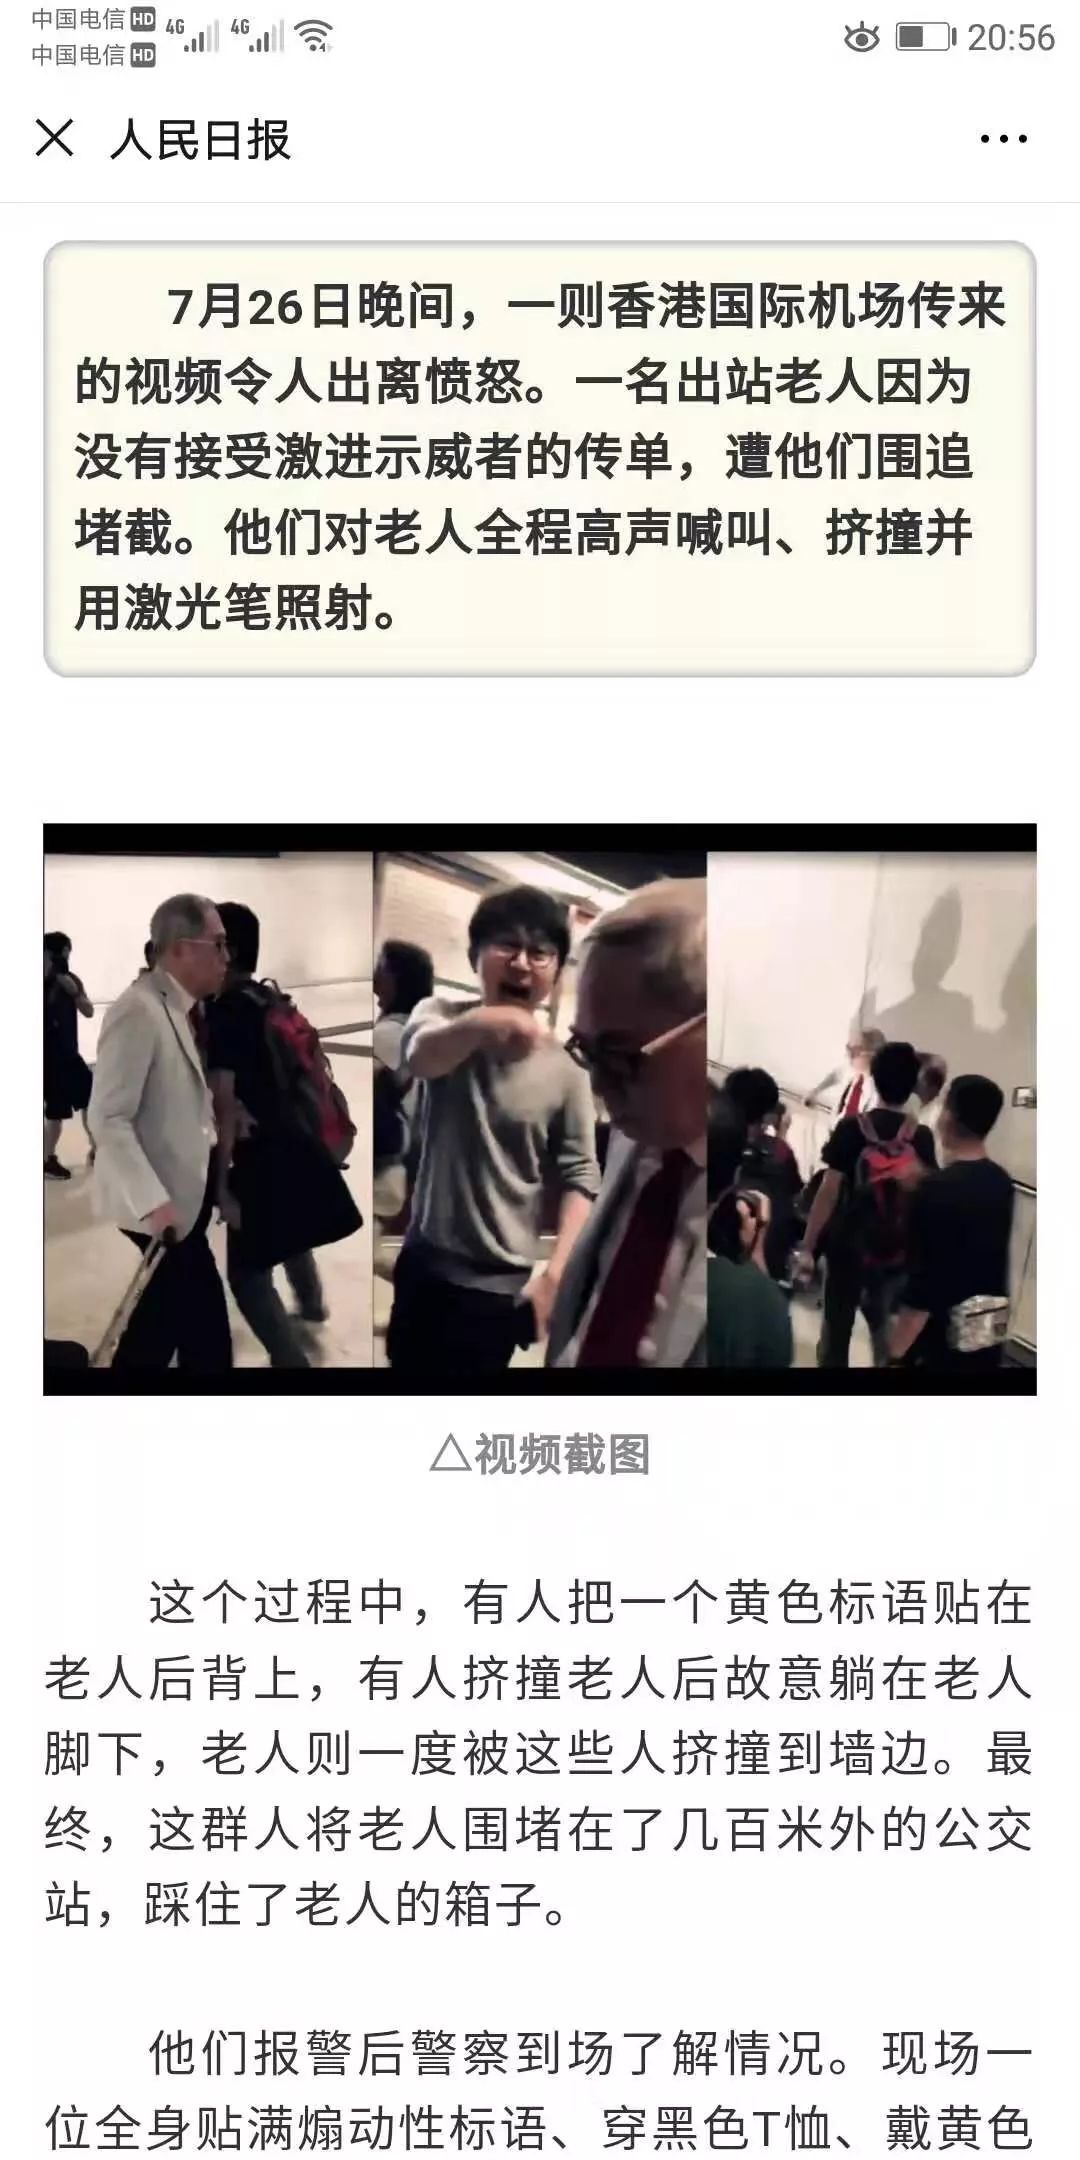 中国电信 HD 4G 4G 20:56
中国电信 HD
人民日报
7月26日晚间，一则香港国际机场传来
的视频令人出离愤怒。一名出站老人因为
没有接受激进示威者的传单，遭他们围追
堵截。他们对老人全程高声喊叫、挤撞并
用激光笔照射。
△视频截图
这个过程中，有人把一个黄色标语贴在
老人后背上，有人挤撞老人后故意躺在老人
脚下，老人则一度被这些人挤撞到墙边。最
终，这群人将老人围堵在了几百米外的公交
站，踩住了老人的箱子。
他们报警后警察到场了解情况。现场一
位全身贴满煽动性标语、穿黑色T恤、戴黄色